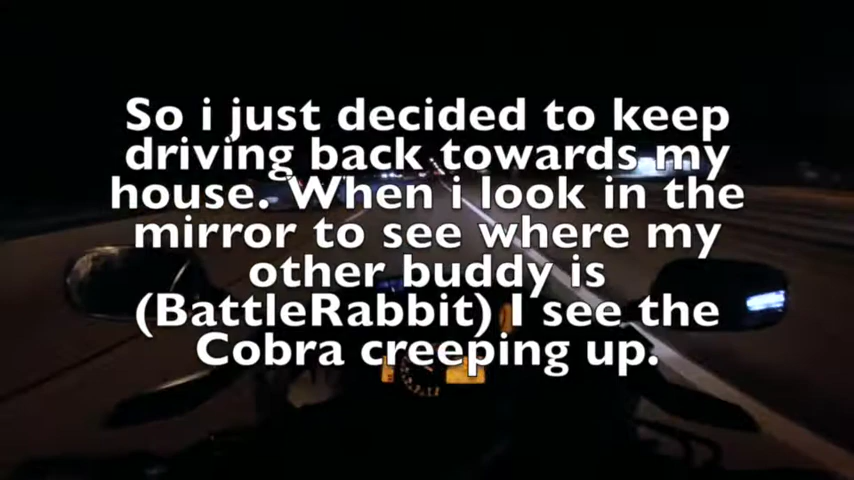 So i just decided to keep
driving back towards my
house. When i look in the
mirror to see where my
other buddy is
(BattleRabbit) I see the
Cobra creeping up.